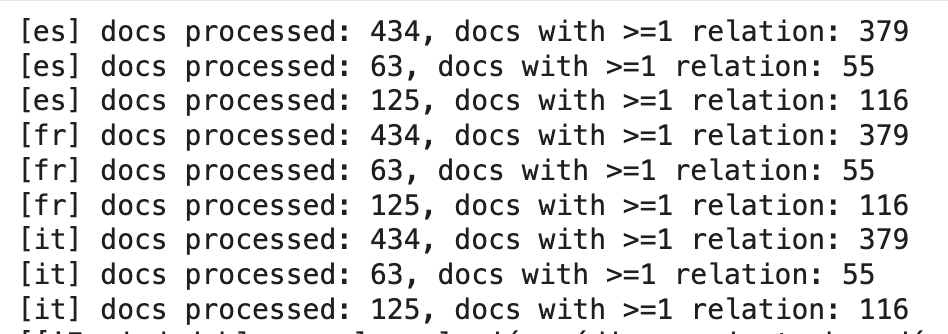 [es] docs processed: 434, docs with >=1 relation: 379
[es] docs processed: 63, docs with >=1 relation: 55
[es] docs processed: 125, docs with >=1 relation: 116
[fr] docs processed: 434, docs with >=1 relation: 379
[fr] docs processed: 63, docs with >=1 relation: 55
[fr] docs processed: 125, docs with >=1 relation: 116
[it] docs processed: 434, docs with >=1 relation: 379
[it] docs processed: 63, docs with >=1 relation: 55
[it] docs processed: 125, docs with >=1 relation: 116